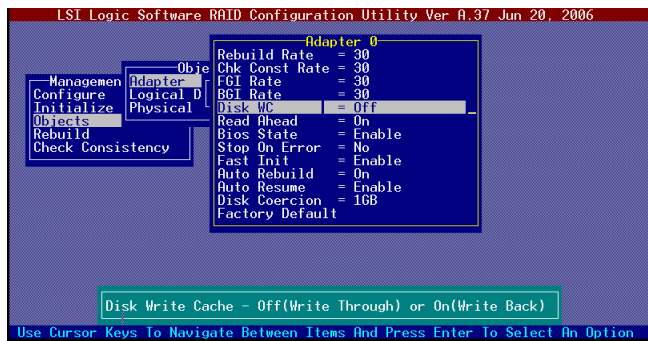 LSI Logic Software RAID Configuration Utility Ver A.37 Jun 20, 2006
Adapter 0
Rebuild Rate = 30
Chk Const Rate = 30
FGI Rate = 30
BGI Rate = 30
Disk WC = Off
Read Ahead = On
Bios State = Enable
Stop On Error = No
Fast Init = Enable
Auto Rebuild = On
Auto Resume = Enable
Disk Coercion = 1GB
Factory Default
Obje
Adapter
Logical D
Physical
Managemen
Configure
Initialize
Objects
Rebuild
Check Consistency
Disk Write Cache - Off(Write Through) or On(Write Back)
Use Cursor Keys To Navigate Between Items And Press Enter To Select An Option